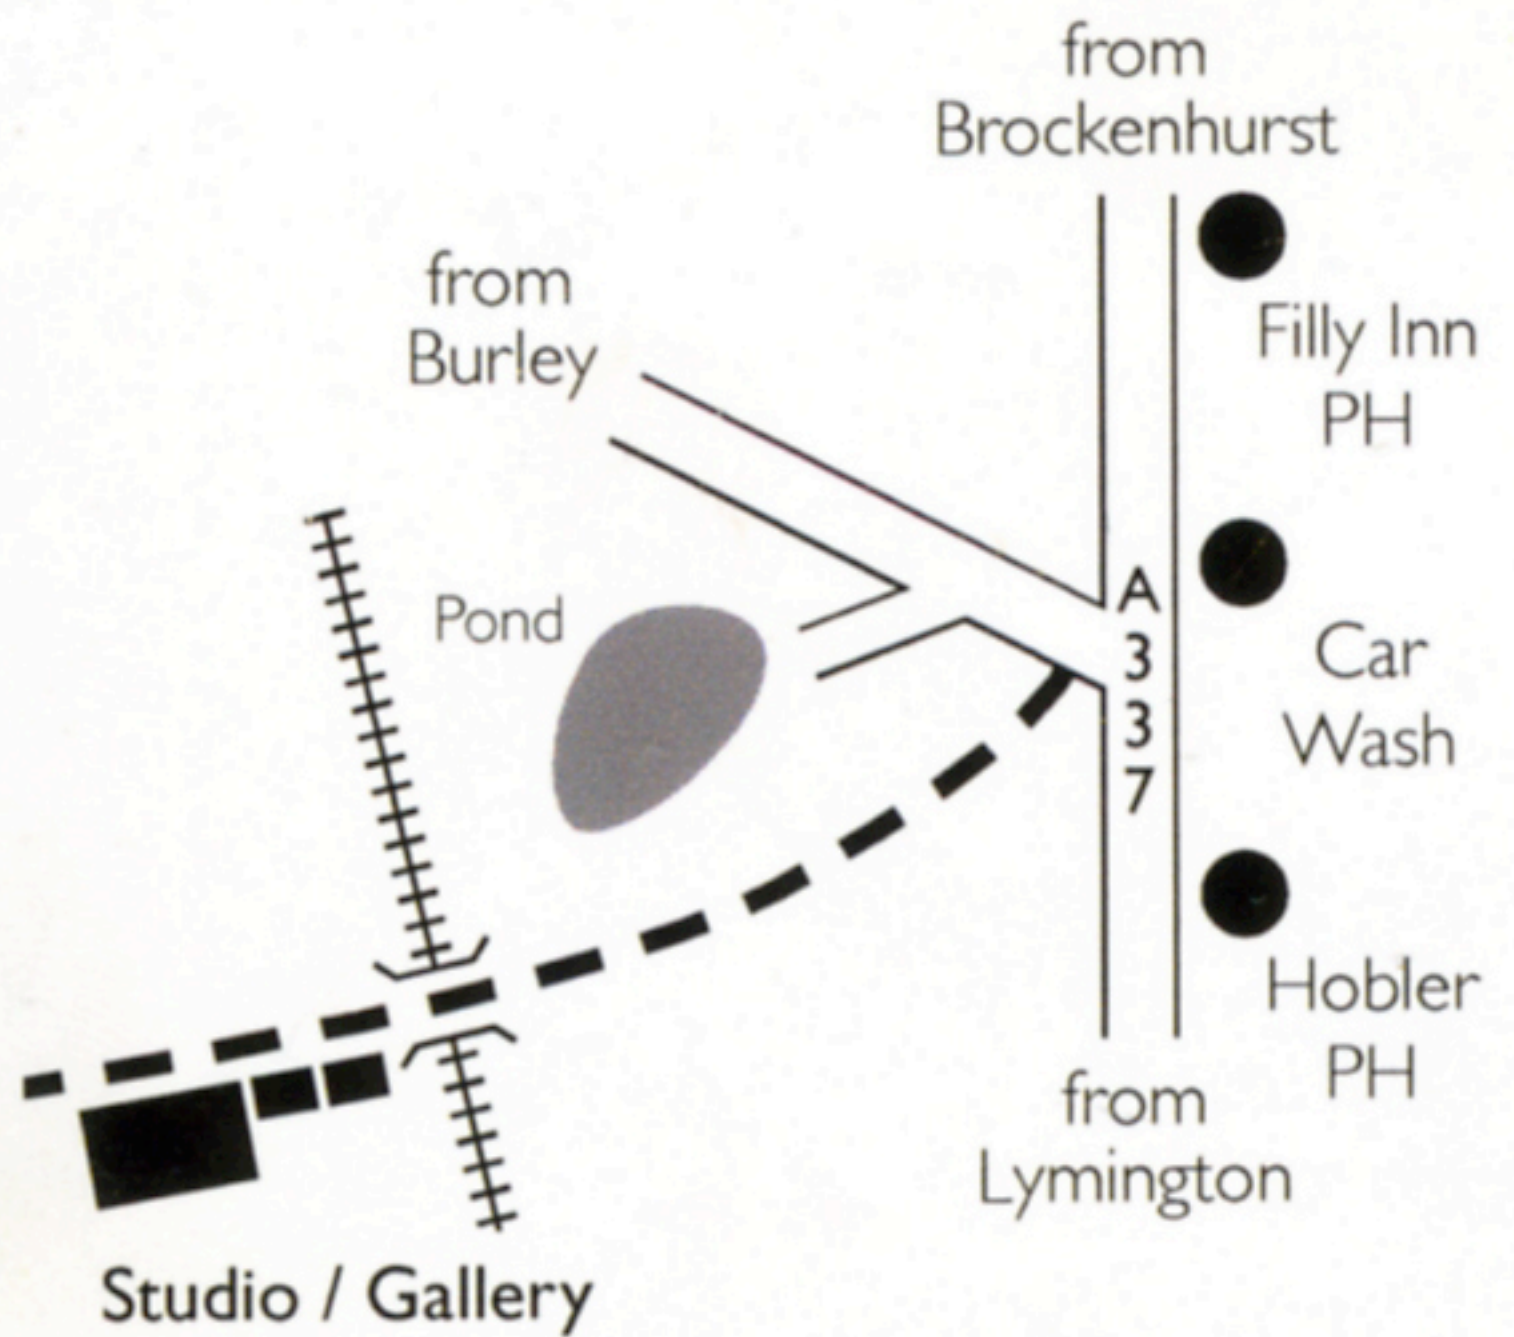 from
Brockenhurst
from
Burley
Filly Inn
PH
Pond
A
3
3
7
Car
Wash
Hobler
PH
from
Lymington
Studio / Gallery